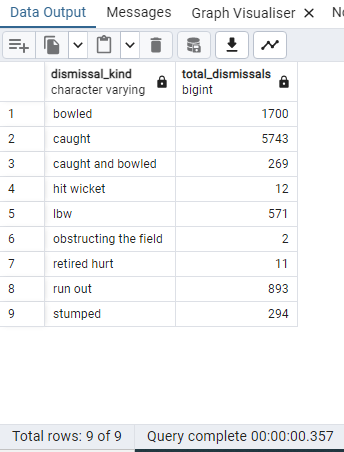 Data Output Messages Graph Visualiser × No
dismissal_kind character varying total_dismissals bigint
1 bowled 1700
2 caught 5743
3 caught and bowled 269
4 hit wicket 12
5 lbw 571
6 obstructing the field 2
7 retired hurt 11
8 run out 893
9 stumped 294
Total rows: 9 of 9 Query complete 00:00:00.357